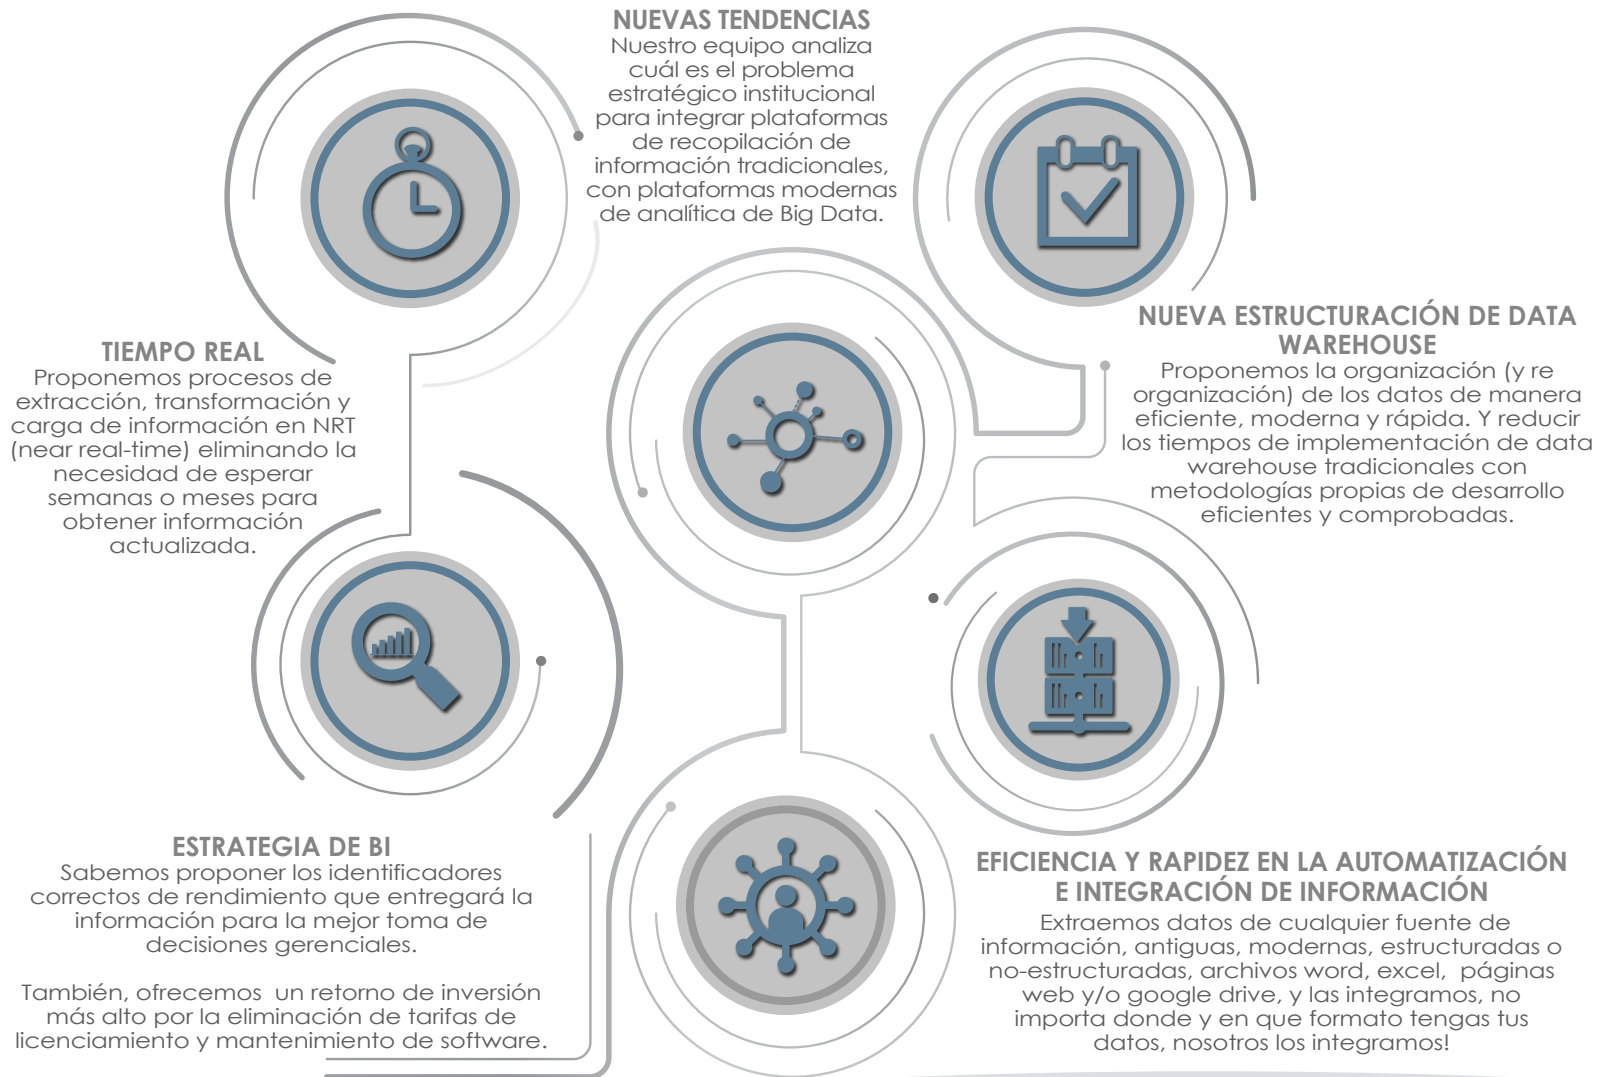 NUEVAS TENDENCIAS
Nuestro equipo analiza
cuál es el problema
estratégico institucional
para integrar plataformas
de recopilación de
información tradicionales,
con plataformas modernas
de analítica de Big Data.
TIEMPO REAL
Proponemos procesos de
extracción, transformación y
carga de información en NRT
(near real-time) eliminando la
necesidad de esperar
semanas o meses para
obtener información
actualizada.
NUEVA ESTRUCTURACIÓN DE DATA
WAREHOUSE
Proponemos la organización (y re
organización) de los datos de manera
eficiente, moderna y rápida. Y reducir
los tiempos de implementación de data
warehouse tradicionales con
metodologías propias de desarrollo
eficientes y comprobadas.
ESTRATEGIA DE BI
Sabemos proponer los identificadores
correctos de rendimiento que entregará la
información para la mejor toma de
decisiones gerenciales.
También, ofrecemos un retorno de inversión
más alto por la eliminación de tarifas de
licenciamiento y mantenimiento de software.
EFICIENCIA Y RAPIDEZ EN LA AUTOMATIZACIÓN
E INTEGRACIÓN DE INFORMACIÓN
Extraemos datos de cualquier fuente de
información, antiguas, modernas, estructuradas o
no-estructuradas, archivos word, excel, páginas
web y/o google drive, y las integramos, no
importa donde y en que formato tengas tus
datos, nosotros los integramos!